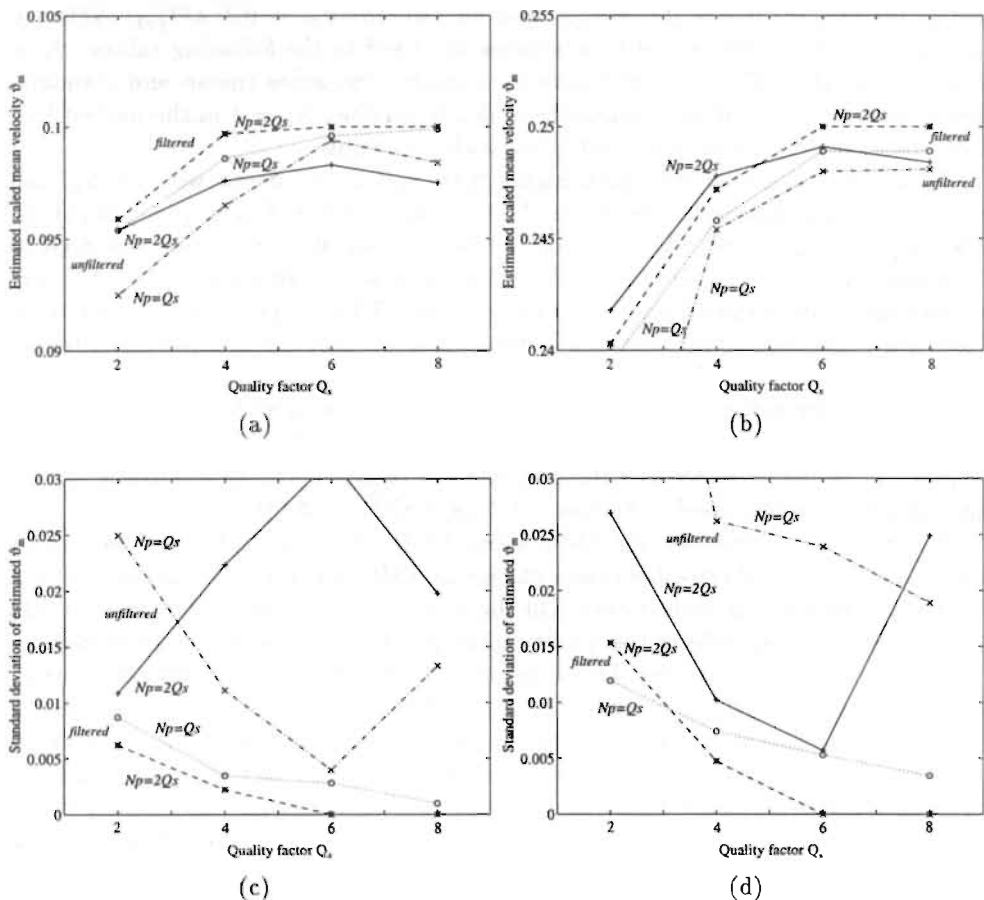 0.105
0.1
0.095
0.09
Estimated scaled mean velocity ϑ̂m
filtered
Np=2Qs
Np=Qs
Np=2Qs
unfiltered
Np=Qs
2
4
6
8
Quality factor Qs
(a)
0.255
0.25
0.245
0.24
Estimated scaled mean velocity ϑ̂m
Np=2Qs
filtered
Np=2Qs
unfiltered
Np=Qs
Np=Qs
2
4
6
8
Quality factor Qs
(b)
0.03
0.025
0.02
0.015
0.01
0.005
0
Standard deviation of estimated ϑ̂m
Np=Qs
unfiltered
Np=2Qs
filtered
Np=Qs
Np=2Qs
2
4
6
8
Quality factor Qs
(c)
0.03
0.025
0.02
0.015
0.01
0.005
0
Standard deviation of estimated ϑ̂m
Np=Qs
unfiltered
Np=2Qs
Np=2Qs
filtered
Np=Qs
2
4
6
8
Quality factor Qs
(d)